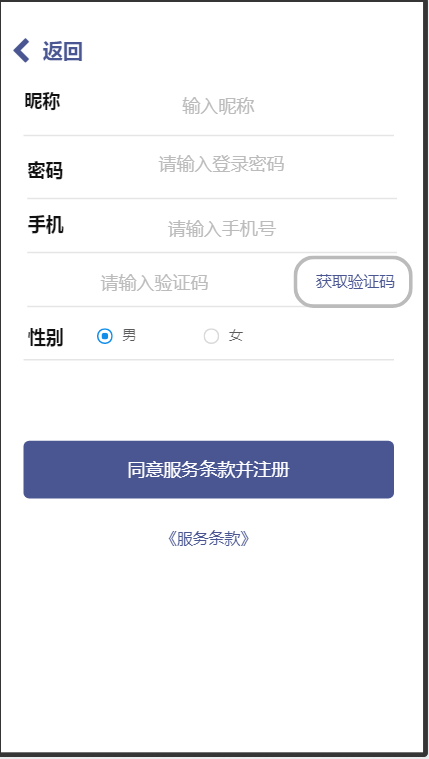 返回
昵称 输入昵称
密码 请输入登录密码
手机 请输入手机号
请输入验证码 获取验证码
性别 男 女
同意服务条款并注册
《服务条款》